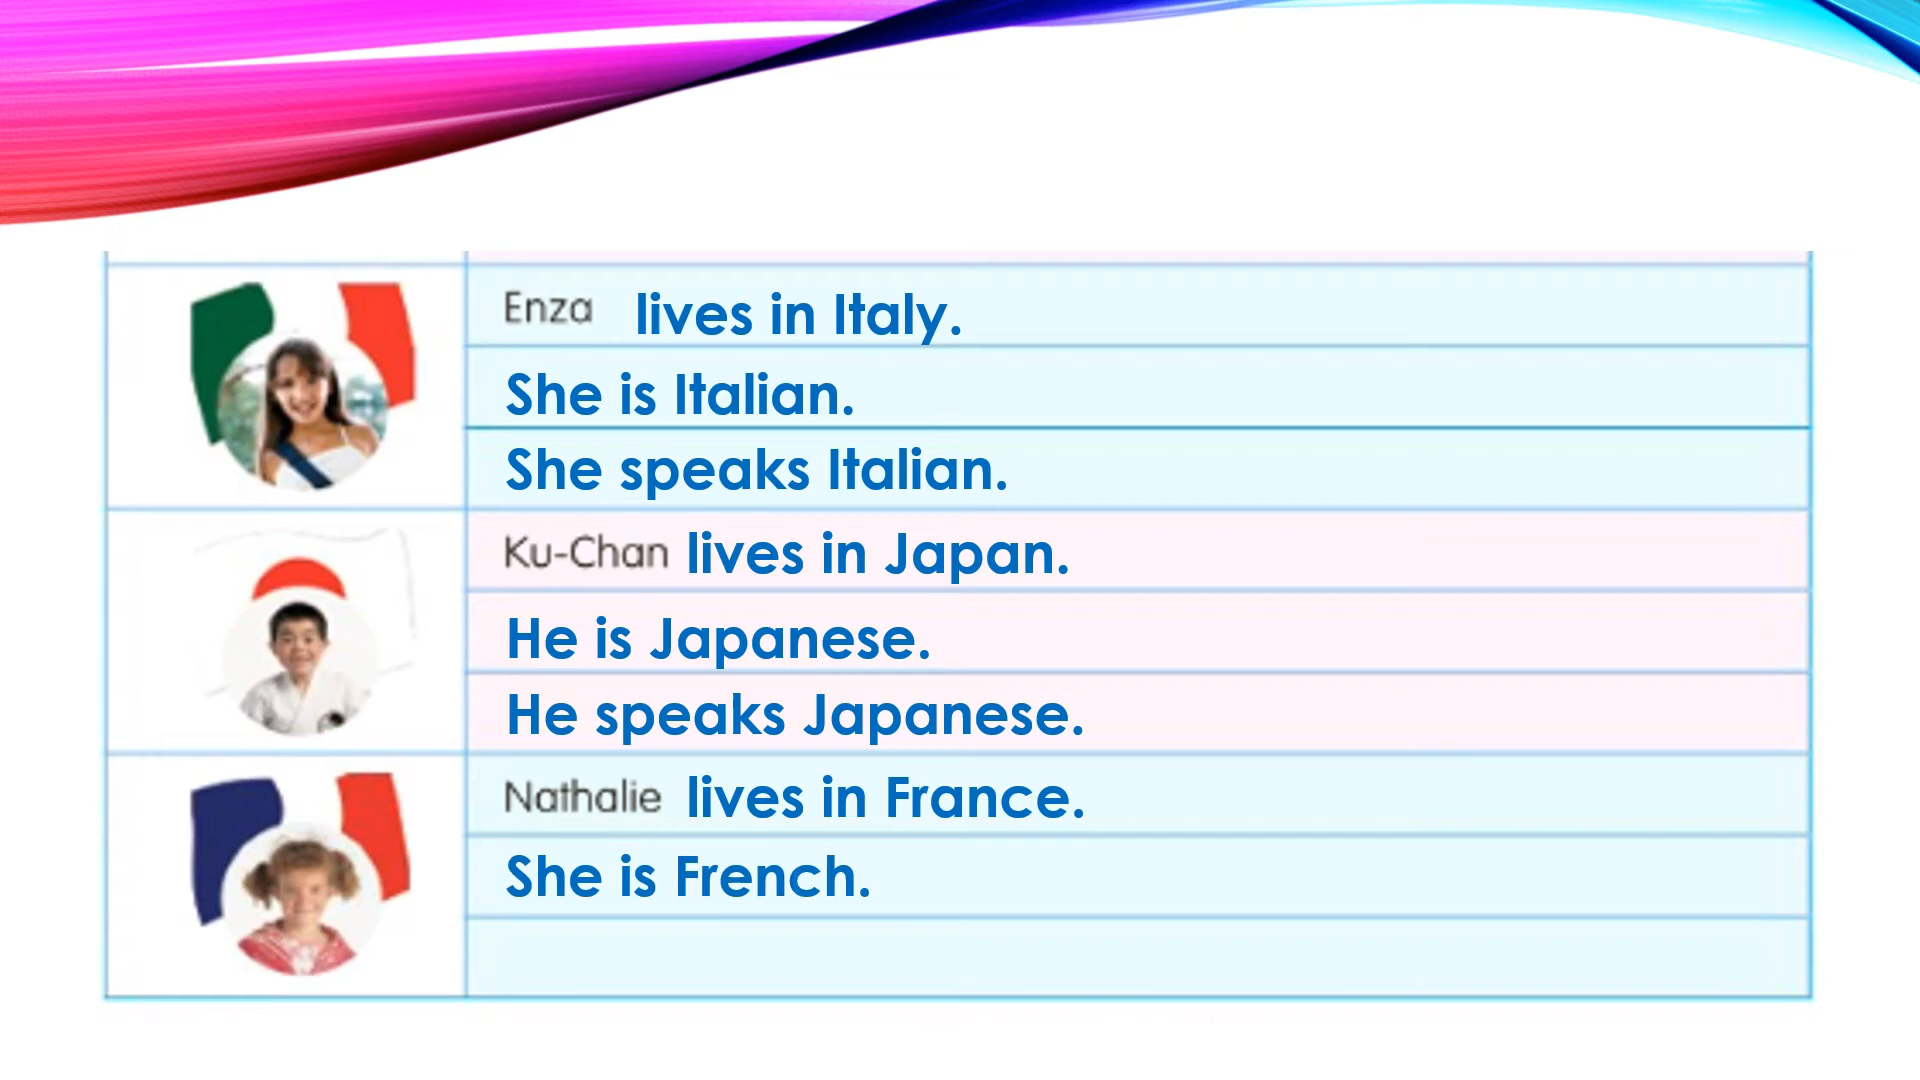 Enza lives in Italy.
She is Italian.
She speaks Italian.
Ku-Chan lives in Japan.
He is Japanese.
He speaks Japanese.
Nathalie lives in France.
She is French.